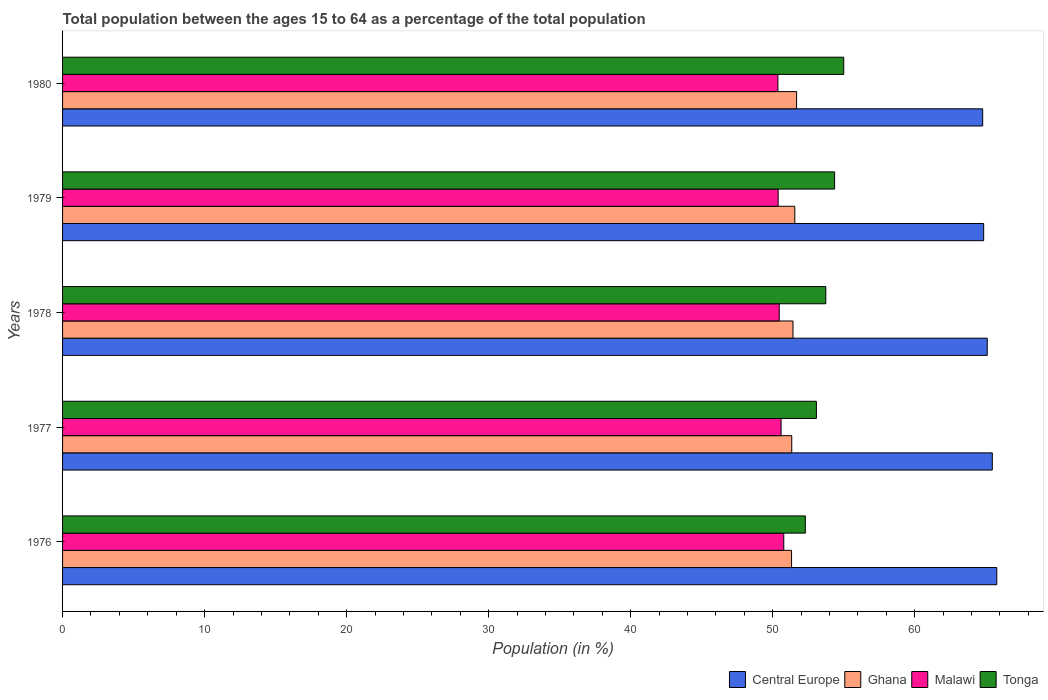 Total population between the ages 15 to 64 as a percentage of the total population
1980
1979
1978
1977
1976
Years
0
10
20
30
40
50
60
Population (in %)
Central Europe
Ghana
Malawi
Tonga